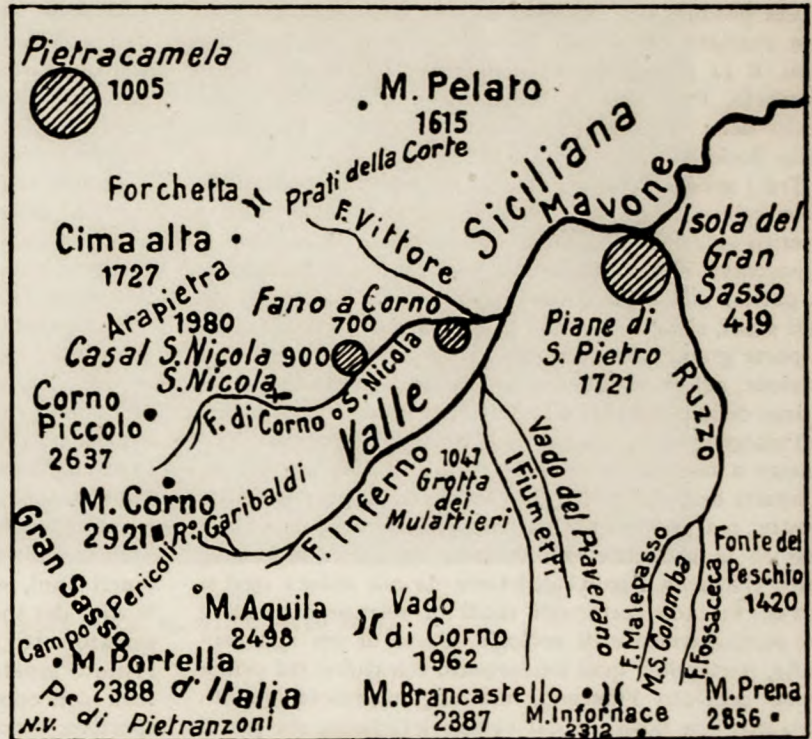 Pietracamela
1005
M. Pelato
1615
Forchetta
Prati della Corte
Siciliana
Mavone
F. Vittore
Cima alta
1727
Isola del
Gran
Sasso
419
Arapietra
1980
Fano a Corno
700
Piane di
S. Pietro
1721
Casal S. Nicola 900
S. Nicola
Corno
Piccolo
2637
F. di Corno o S. Nicola
Valle
Ruzzo
M. Corno
2921
R.o Garibaldi
F. Inferno
1047
Grotta
dei
Mulattieri
Vado del Piaverano
I Fiumetti
Gran Sasso
d'Italia
Campo Pericoli
M. Aquila
2498
Vado
di Corno
1962
F. Malepasso
M.S. Colomba
F. Fossaceca
Fonte del
Peschio
1420
M. Portella
2388
P.o di Pietranzoni
N.V.
M. Brancastello
2387
M. Infornace
2312
M. Prena
2856